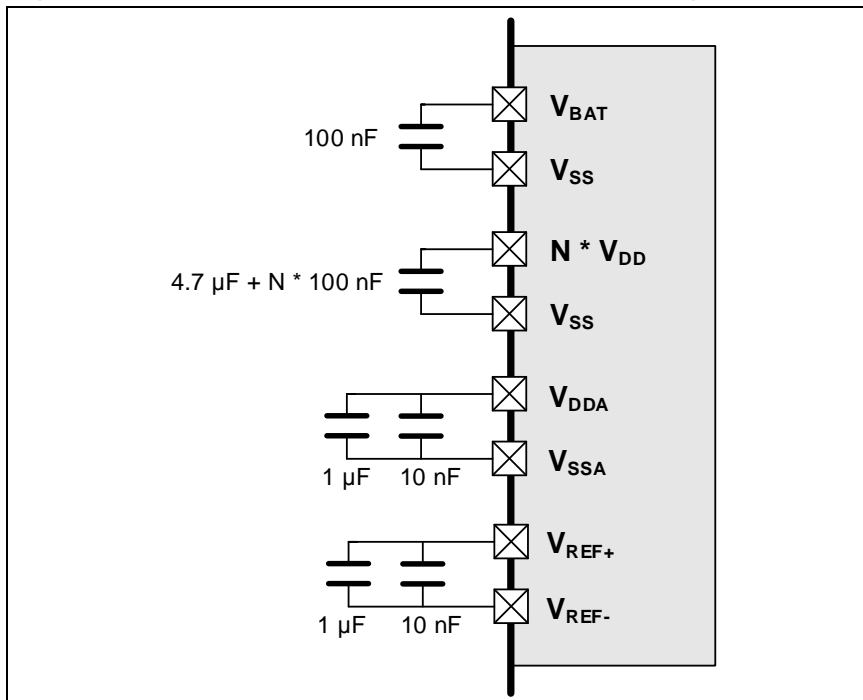 V_BAT
100 nF
V_SS
N * V_DD
4.7 µF + N * 100 nF
V_SS
V_DDA
V_SSA
1 µF 10 nF
V_REF+
V_REF-
1 µF 10 nF